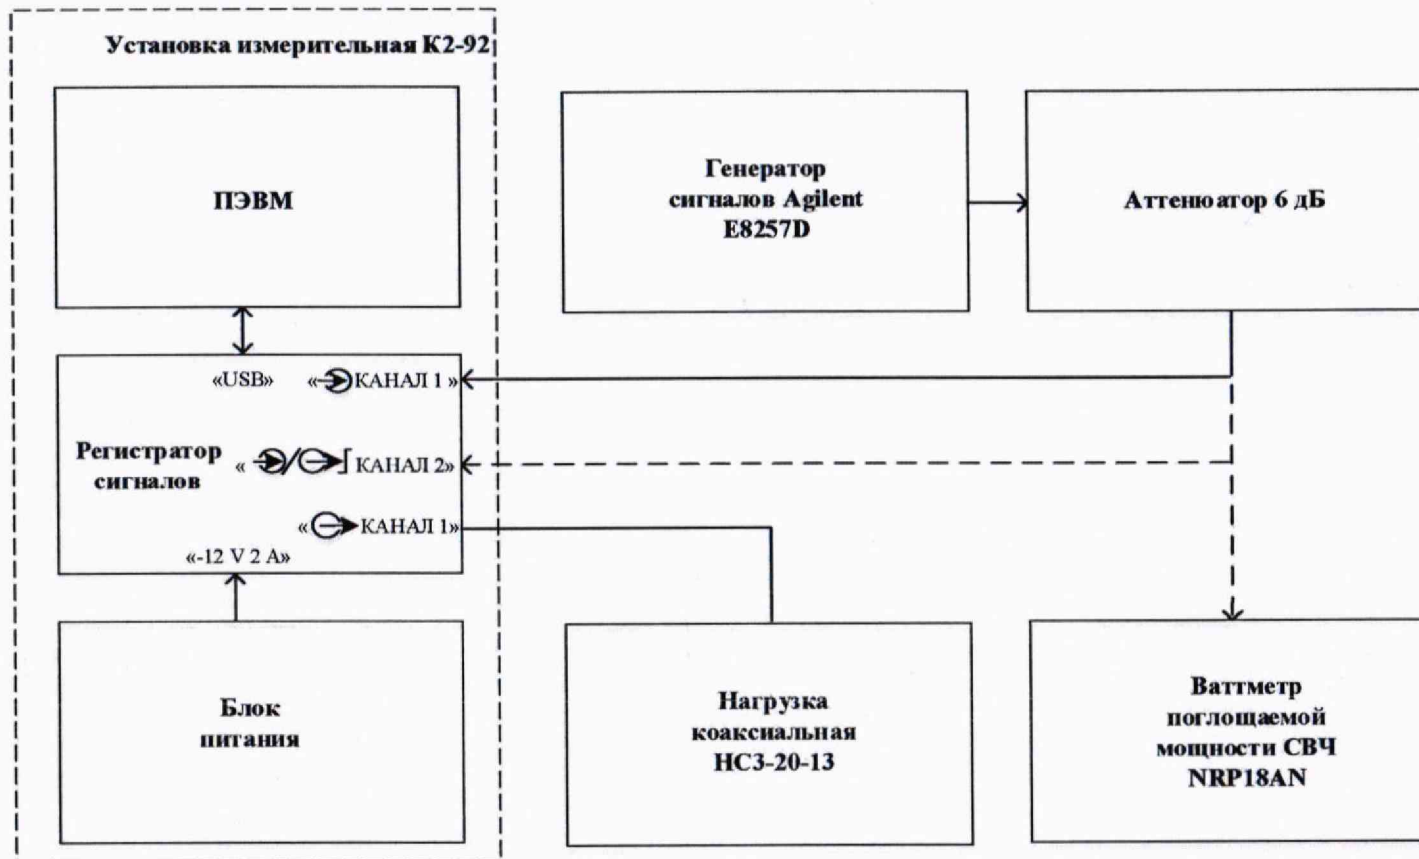 Установка измерительная К2-92
ПЭВМ
Генератор
сигналов Agilent
E8257D
Аттенюатор 6 дБ
«USB»
« КАНАЛ 1 »
Регистратор
сигналов
« / КАНАЛ 2»
« КАНАЛ 1»
«-12 V 2 A»
Блок
питания
Нагрузка
коаксиальная
НС3-20-13
Ваттметр
поглощаемой
мощности СВЧ
NRP18AN